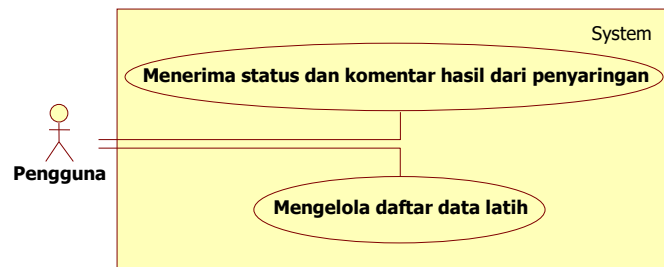 System
Menerima status dan komentar hasil dari penyaringan
Pengguna
Mengelola daftar data latih